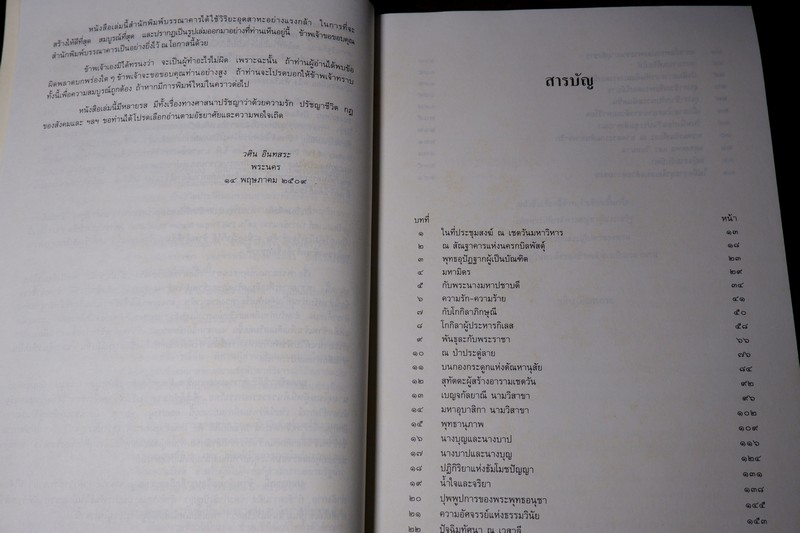 หนังสือเล่มนี้สำนักพิมพ์บรรณาคารได้ใช้วิริยะอุตสาหะอย่างแรงกล้า ในการที่จะ
สร้างให้ดีที่สุด สมบูรณ์ที่สุด และปรากฏเป็นรูปเล่มออกมาอย่างที่ท่านเห็นอยู่นี้ ข้าพเจ้าขอขอบคุณ
สำนักพิมพ์บรรณาคารเป็นอย่างยิ่งไว้ ณ โอกาสนี้ด้วย
ข้าพเจ้าเองมิได้ทรนงว่า จะเป็นผู้ทำอะไรไม่ผิด เพราะฉะนั้น ถ้าท่านผู้อ่านได้พบข้อ
ผิดพลาดบกพร่องใด ๆ ข้าพเจ้าจะขอบคุณท่านอย่างสูง ถ้าท่านจะโปรดบอกให้ข้าพเจ้าทราบ
ทั้งนี้เพื่อความสมบูรณ์ถูกต้อง ถ้าหากมีการพิมพ์ใหม่ในคราวต่อไป
หนังสือเล่มนี้มีหลายรส มีทั้งเรื่องทางศาสนาปรัชญาว่าด้วยความรัก ปรัชญาชีวิต กฎ
ของสังคมและ ฯลฯ ขอท่านได้โปรดเลือกอ่านตามอัธยาศัยและความพอใจเถิด
วศิน อินทสระ
พระนคร
๑๔ พฤษภาคม ๒๕๐๙
สารบัญ
บทที่ หน้า
๑ ในที่ประชุมสงฆ์ ณ เชตวันมหาวิหาร ๑๓
๒ ณ สัณฐาคารแห่งนครกบิลพัสดุ์ ๑๘
๓ พุทธอุปัฏฐากผู้เป็นบัณฑิต ๒๓
๔ มหามิตร ๒๙
๕ กับพระนางมหาปชาบดี ๓๔
๖ ความรัก-ความร้าย ๔๑
๗ กับโกกิลาภิกษุณี ๕๐
๘ โกกิลาผู้ประหารกิเลส ๕๘
๙ พันธุละกับพระราชา ๖๖
๑๐ ณ ป่าประดู่ลาย ๗๖
๑๑ บนกองกระดูกแห่งตัณหานุสัย ๘๔
๑๒ สุทัตตะผู้สร้างอารามเชตวัน ๙๒
๑๓ เบญจกัลยาณี นามวิสาขา ๙๖
๑๔ มหาอุบาสิกา นามวิสาขา ๑๐๒
๑๕ พุทธานุภาพ ๑๐๙
๑๖ นางบุญและนางบาป ๑๑๖
๑๗ นางบาปและนางบุญ ๑๒๔
๑๘ ปฏิกิริยาแห่งธัมโมชปัญญา ๑๓๑
๑๙ น้ำใจและจริยา ๑๓๘
๒๐ ปุพพูปการของพระพุทธอนุชา ๑๔๕
๒๑ ความอัศจรรย์แห่งธรรมวินัย ๑๕๓
๒๒ ปัจฉิมทัศนา ณ เวสาลี